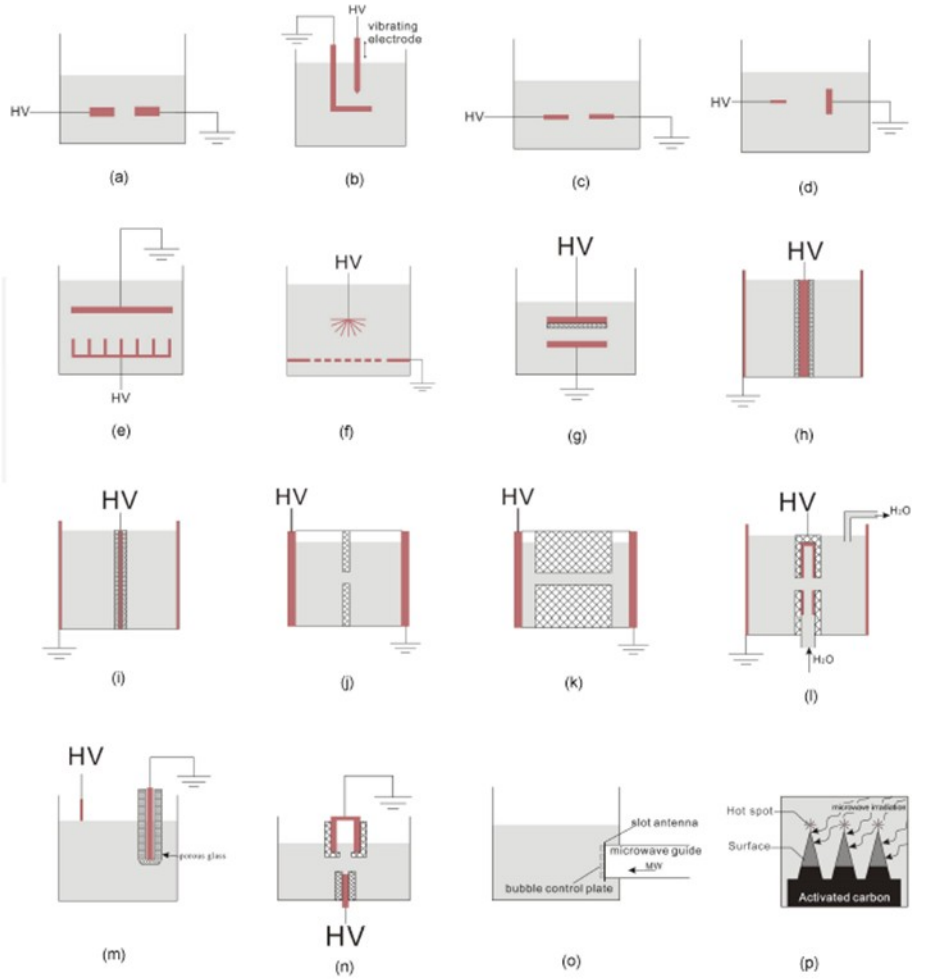 HV
(a)
HV
vibrating
electrode
(b)
HV
(c)
HV
(d)
HV
(e)
HV
(f)
HV
(g)
HV
(h)
HV
(i)
HV
(j)
HV
(k)
HV
H₂O
H₂O
(l)
HV
porous glass
(m)
HV
(n)
slot antenna
microwave guide
MW
bubble control plate
(o)
microwave irradiation
Hot spot
Surface
Activated carbon
(p)